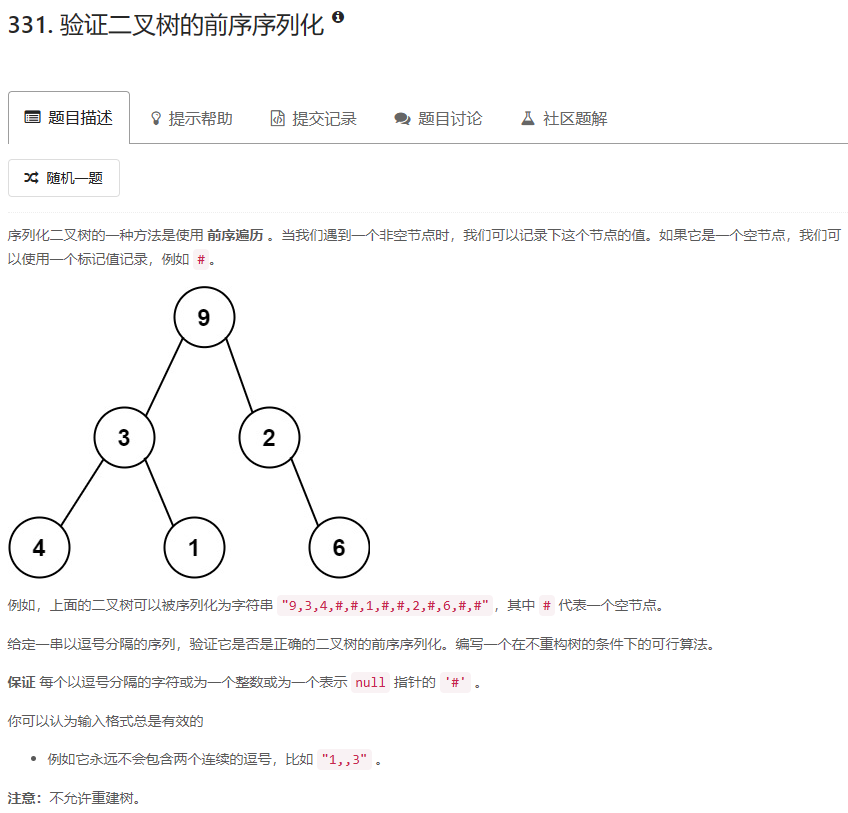 331. 验证二叉树的前序序列化
题目描述 提示帮助 提交记录 题目讨论 社区题解
随机一题
序列化二叉树的一种方法是使用 前序遍历 。当我们遇到一个非空节点时，我们可以记录下这个节点的值。如果它是一个空节点，我们可
以使用一个标记值记录，例如 # 。
9
3 2
4 1 6
例如，上面的二叉树可以被序列化为字符串 "9,3,4,#,#,1,#,#,2,#,6,#,#"，其中 # 代表一个空节点。
给定一串以逗号分隔的序列，验证它是否是正确的二叉树的前序序列化。编写一个在不重构树的条件下的可行算法。
保证 每个以逗号分隔的字符或为一个整数或为一个表示 null 指针的 '#' 。
你可以认为输入格式总是有效的
• 例如它永远不会包含两个连续的逗号，比如 "1,,3" 。
注意：不允许重建树。